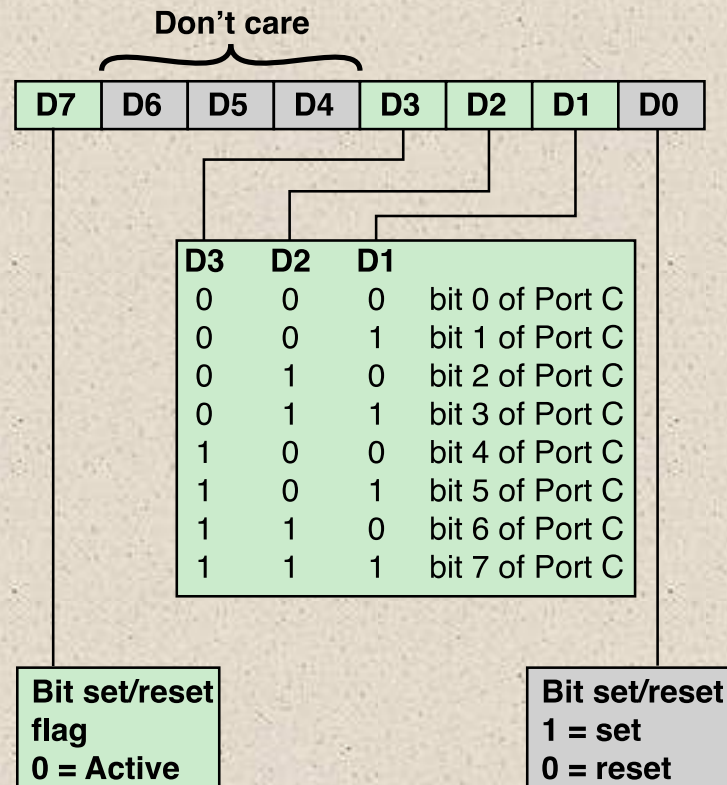 Don't care
D7 D6 D5 D4 D3 D2 D1 D0
D3 D2 D1
0 0 0 bit 0 of Port C
0 0 1 bit 1 of Port C
0 1 0 bit 2 of Port C
0 1 1 bit 3 of Port C
1 0 0 bit 4 of Port C
1 0 1 bit 5 of Port C
1 1 0 bit 6 of Port C
1 1 1 bit 7 of Port C
Bit set/reset
flag
0 = Active
Bit set/reset
1 = set
0 = reset